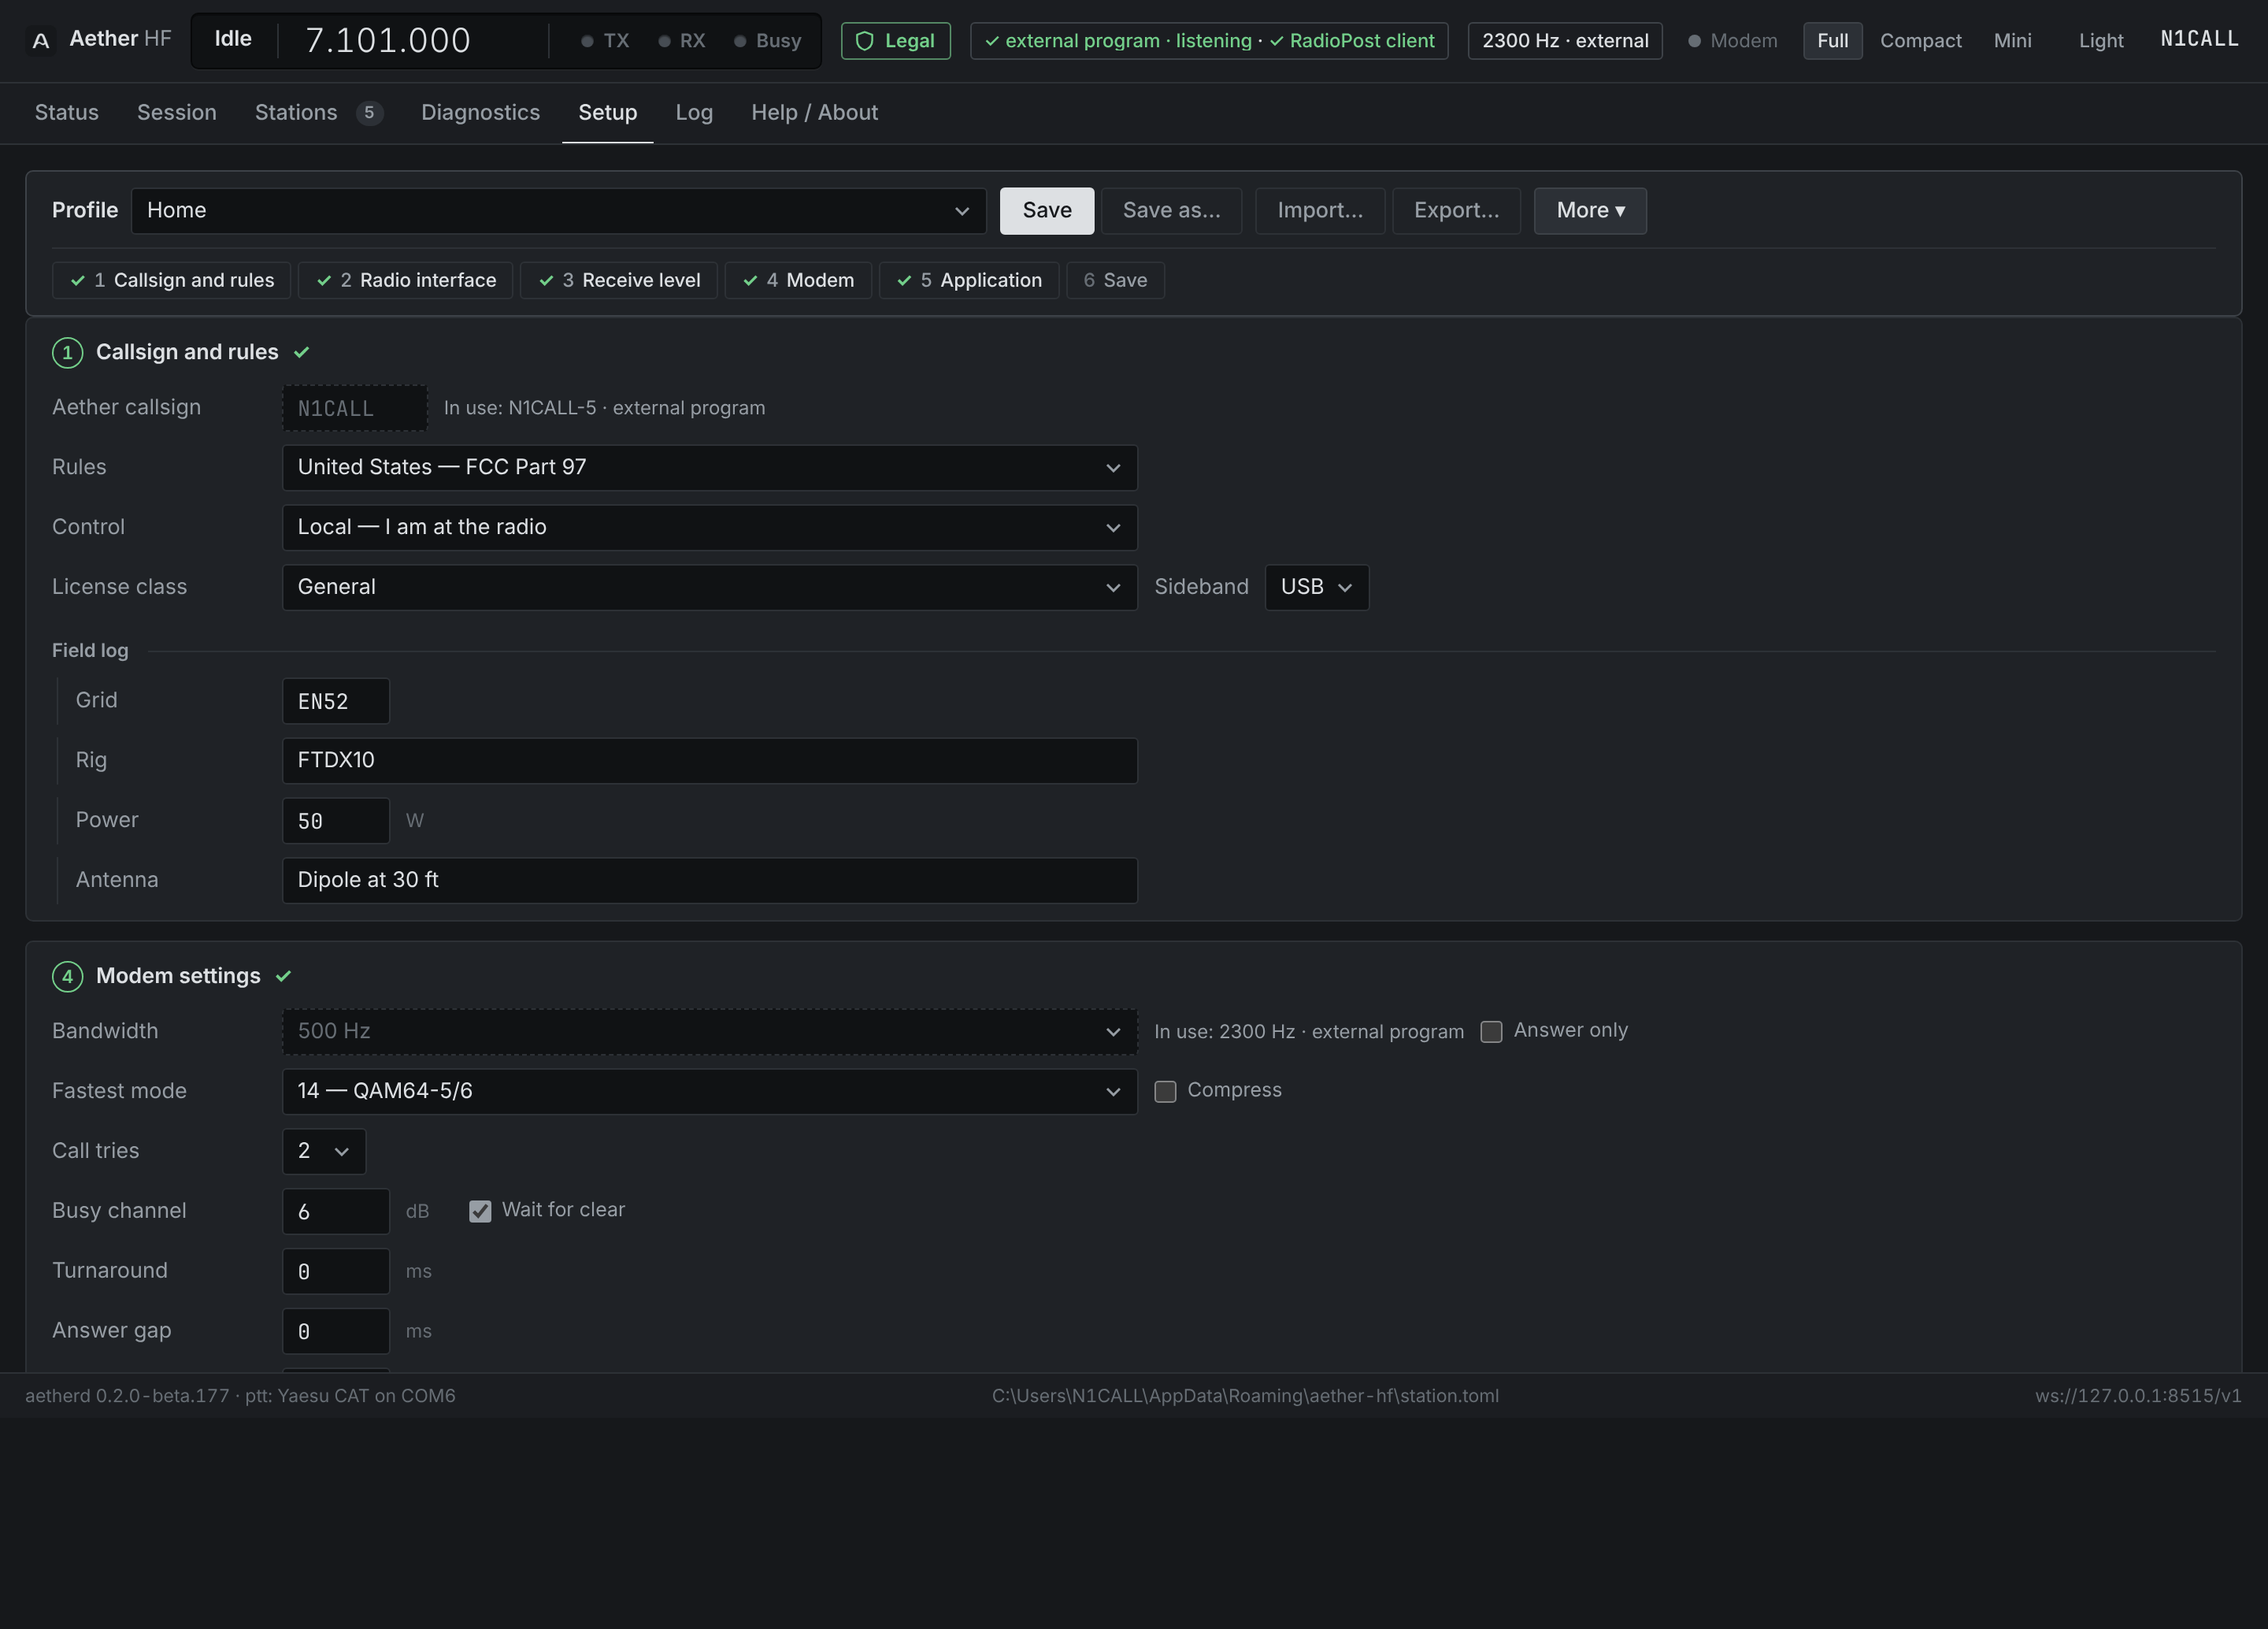 Aether HF Idle 7.101.000 TX RX Busy Legal ✓ external program · listening · ✓ RadioPost client 2300 Hz · external Modem Full Compact Mini Light N1CALL
Status Session Stations 5 Diagnostics Setup Log Help / About
Profile Home Save Save as... Import... Export... More ▾
✓ 1 Callsign and rules ✓ 2 Radio interface ✓ 3 Receive level ✓ 4 Modem ✓ 5 Application 6 Save
1 Callsign and rules ✓
Aether callsign N1CALL In use: N1CALL-5 · external program
Rules United States — FCC Part 97
Control Local — I am at the radio
License class General Sideband USB
Field log
Grid EN52
Rig FTDX10
Power 50 W
Antenna Dipole at 30 ft
4 Modem settings ✓
Bandwidth 500 Hz In use: 2300 Hz · external program Answer only
Fastest mode 14 — QAM64-5/6 Compress
Call tries 2
Busy channel 6 dB Wait for clear
Turnaround 0 ms
Answer gap 0 ms
aetherd 0.2.0-beta.177 · ptt: Yaesu CAT on COM6 C:\Users\N1CALL\AppData\Roaming\aether-hf\station.toml ws://127.0.0.1:8515/v1